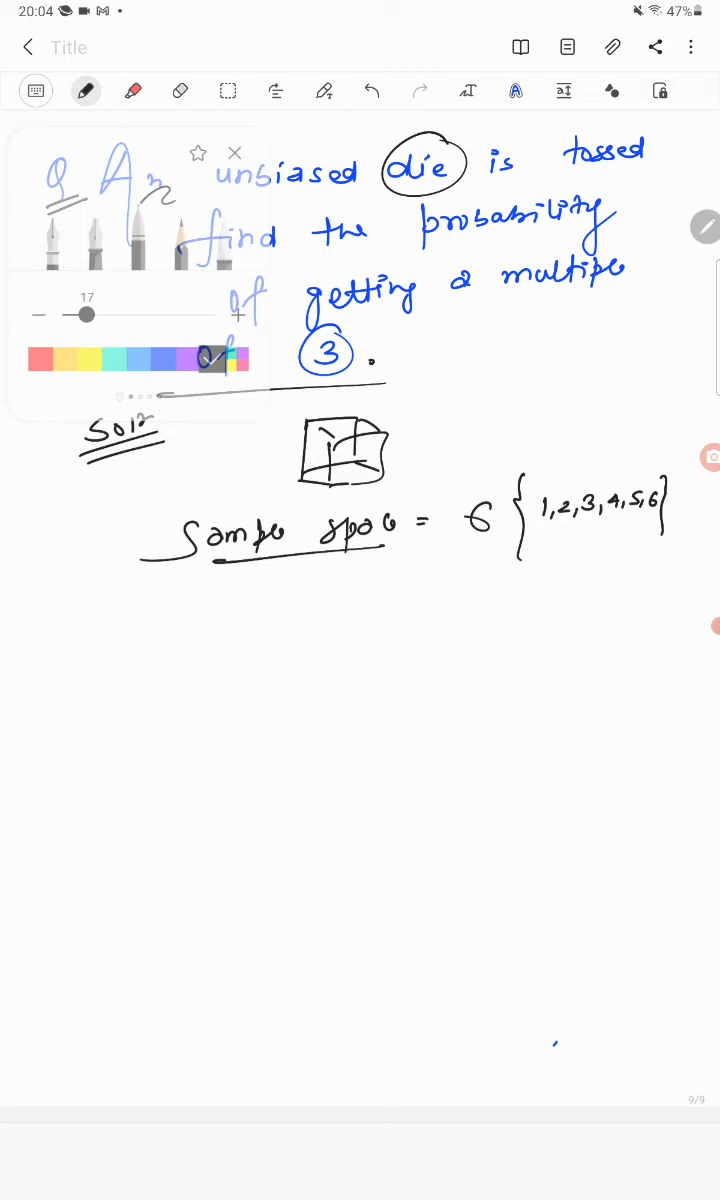 20:04
47%
Title
Q An unbiased die is tossed
find the probability
of getting a multiple
of 3.
17
Soln
Sample space = 6 { 1,2,3,4,5,6 }
9/9